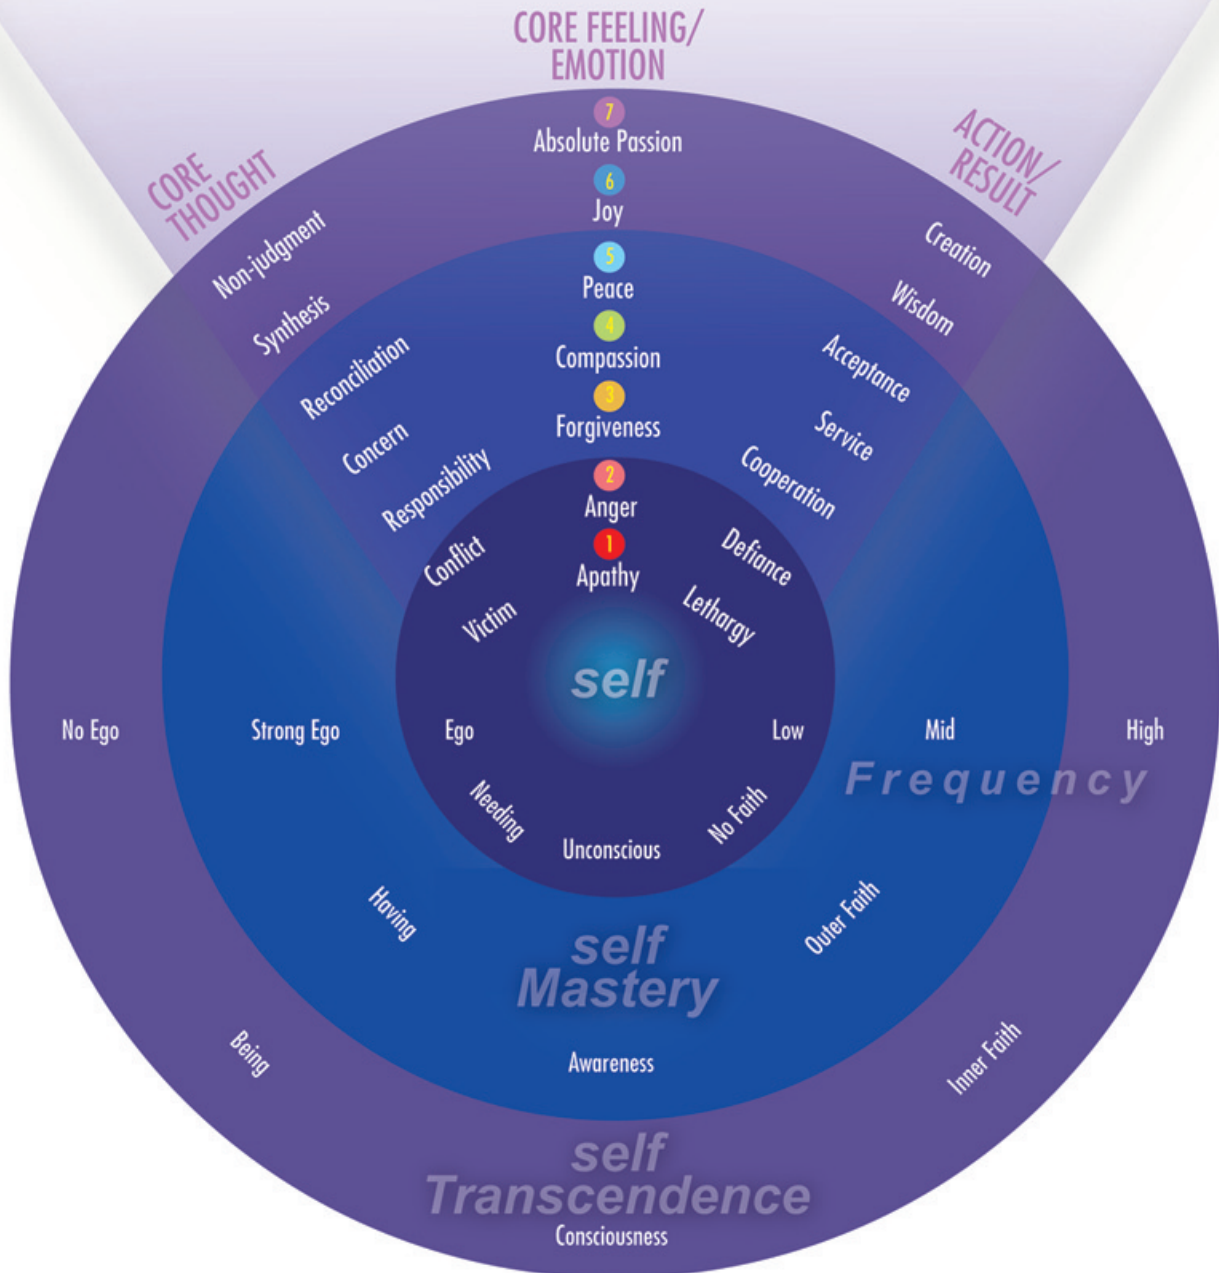 CORE FEELING/
EMOTION
CORE
THOUGHT
ACTION/
RESULT
7
Absolute Passion
Non-judgment
Creation
6
Joy
Synthesis
Wisdom
5
Peace
Reconciliation
Acceptance
4
Compassion
Concern
Service
3
Forgiveness
Responsibility
Cooperation
2
Anger
Conflict
Defiance
1
Apathy
Victim
Lethargy
self
No Ego
Strong Ego
Ego
Low
Mid
High
Frequency
Needing
No Faith
Unconscious
Having
Outer Faith
self
Mastery
Being
Awareness
Inner Faith
self
Transcendence
Consciousness